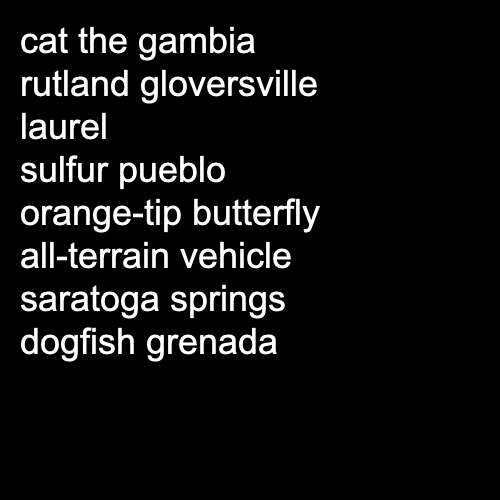 cat the gambia
rutland gloversville
laurel
sulfur pueblo
orange-tip butterfly
all-terrain vehicle
saratoga springs
dogfish grenada